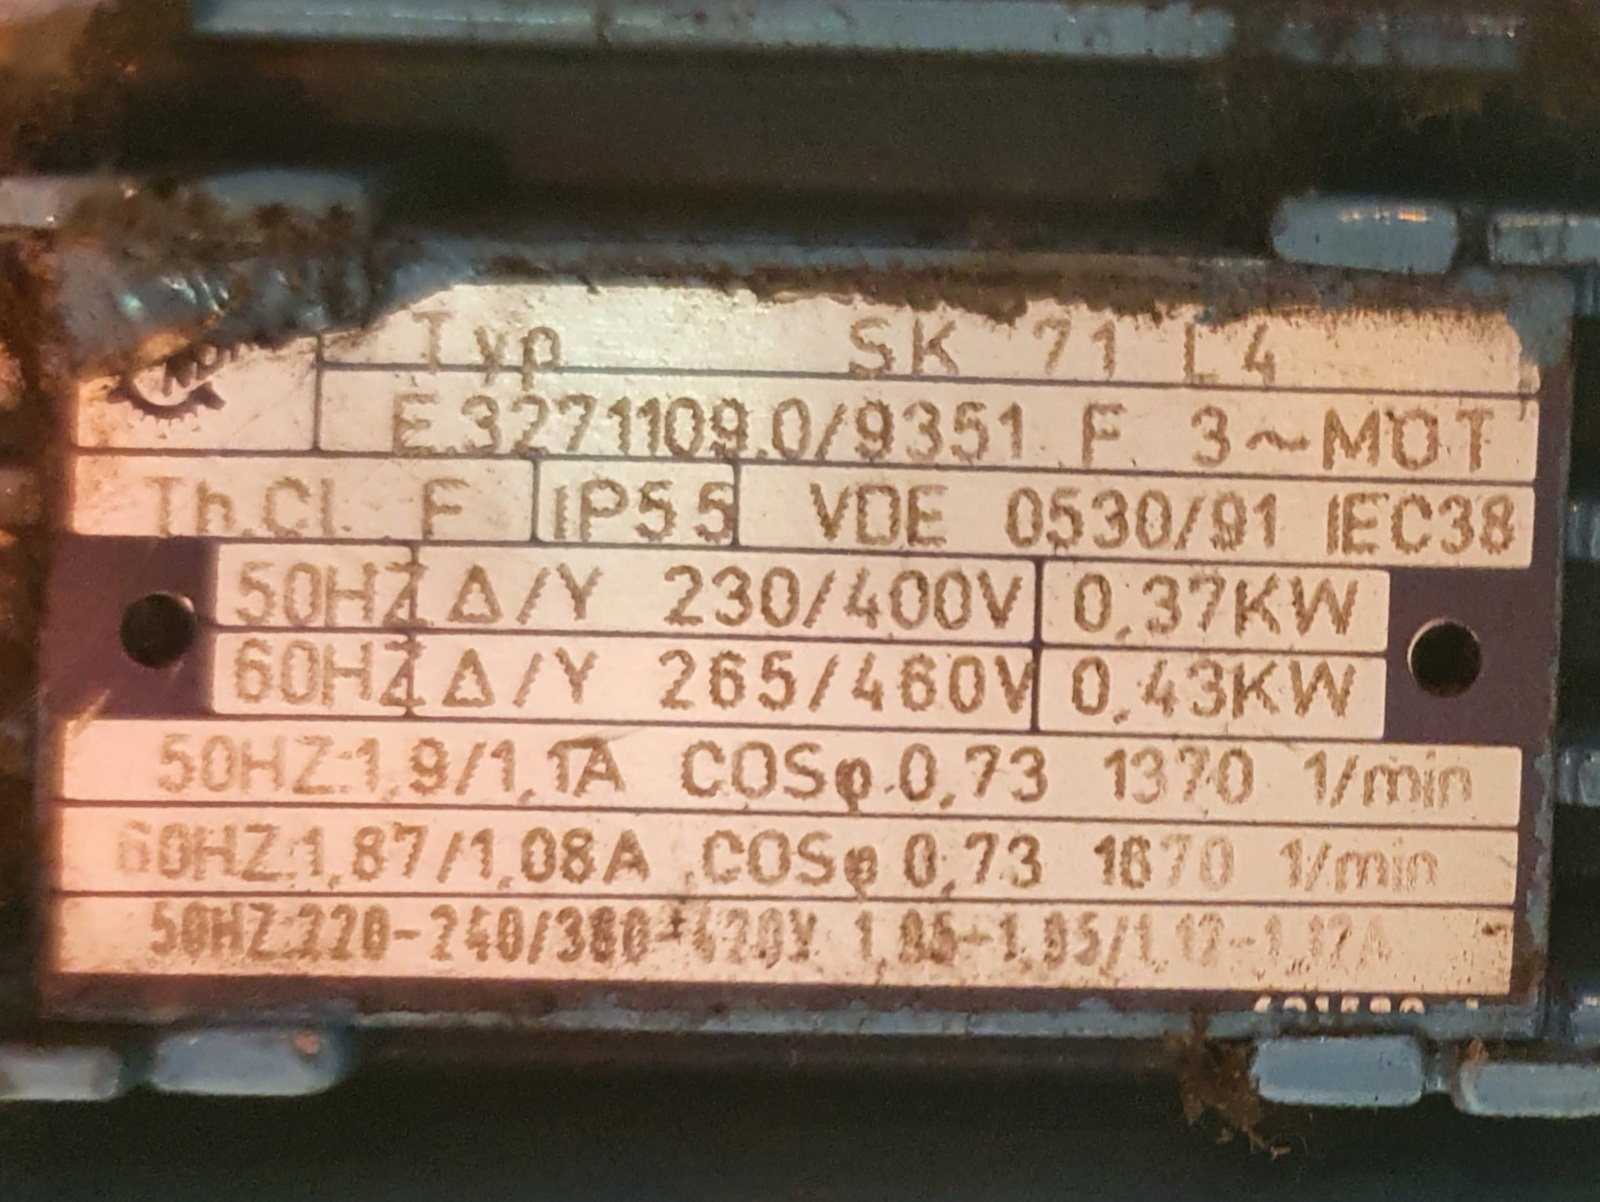 Typ SK 71 L4
E.3271109.0/9351 F 3~MOT
Th.Cl. F IP55 VDE 0530/91 IEC38
50HZ Δ/Y 230/400V 0,37KW
60HZ Δ/Y 265/460V 0,43KW
50HZ:1,9/1,1A COSφ 0,73 1370 1/min
60HZ:1,87/1,08A COSφ 0,73 1670 1/min
50HZ:220-240/380-420V